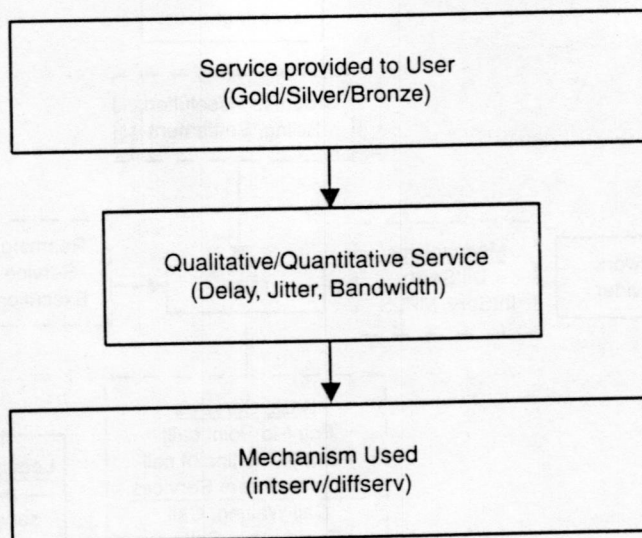 Service provided to User
(Gold/Silver/Bronze)
Qualitative/Quantitative Service
(Delay, Jitter, Bandwidth)
Mechanism Used
(intserv/diffserv)